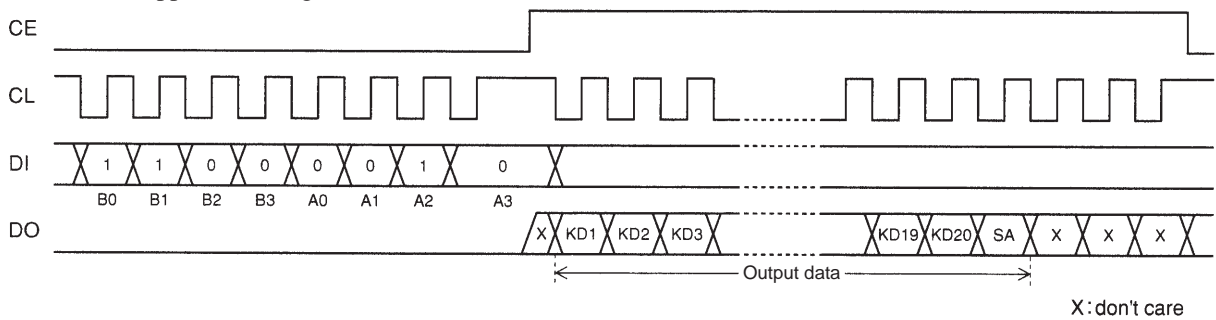 CE
CL
DI 1 1 0 0 0 0 1 0
B0 B1 B2 B3 A0 A1 A2 A3
DO X KD1 KD2 KD3 KD19 KD20 SA X X X
Output data
X:don't care